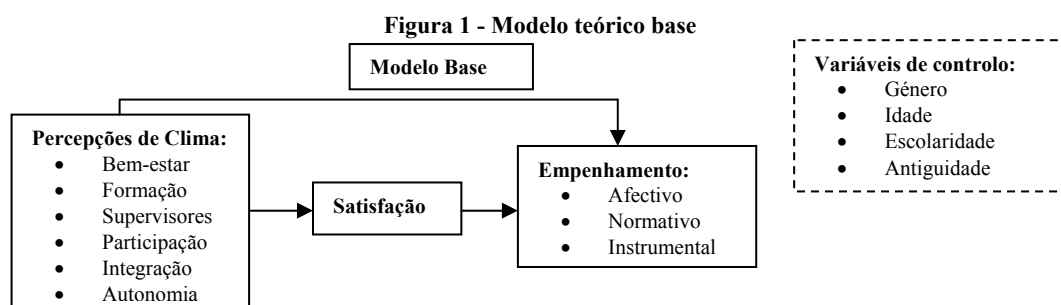 Figura 1 - Modelo teórico base
Modelo Base
Variáveis de controlo:
• Género
• Idade
• Escolaridade
• Antiguidade
Percepções de Clima:
• Bem-estar
• Formação
• Supervisores
• Participação
• Integração
• Autonomia
Satisfação
Empenhamento:
• Afectivo
• Normativo
• Instrumental